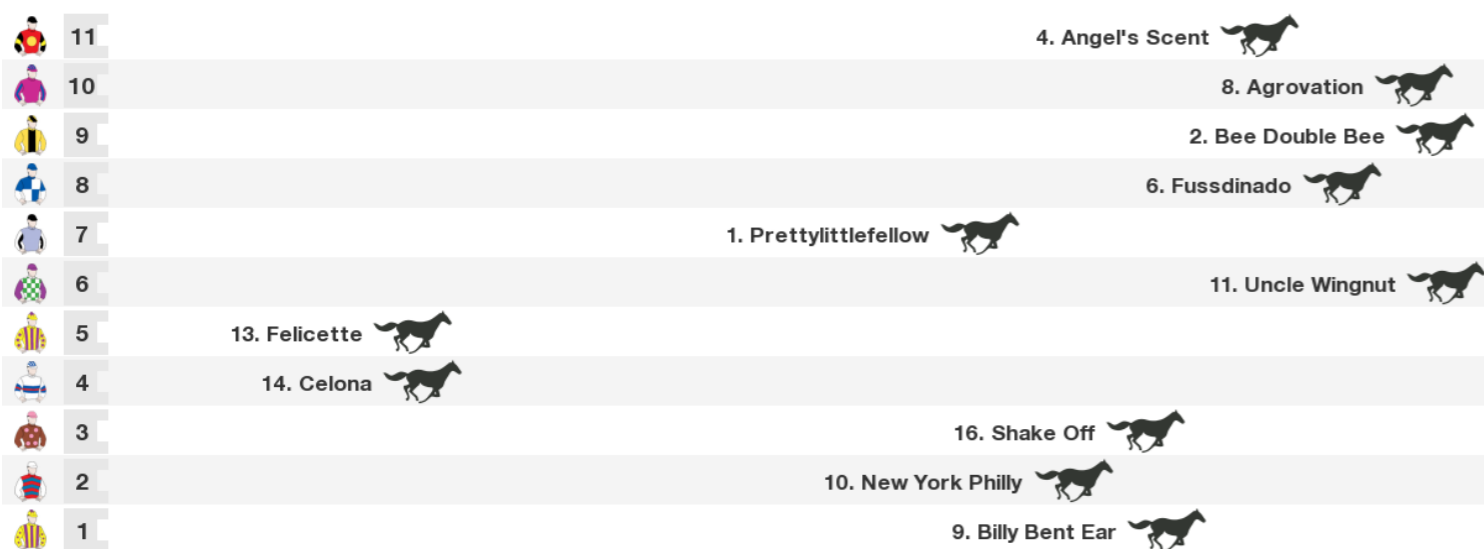 11 4. Angel's Scent
10 8. Agrovation
9 2. Bee Double Bee
8 6. Fussdinado
7 1. Prettylittlefellow
6 11. Uncle Wingnut
5 13. Felicette
4 14. Celona
3 16. Shake Off
2 10. New York Philly
1 9. Billy Bent Ear